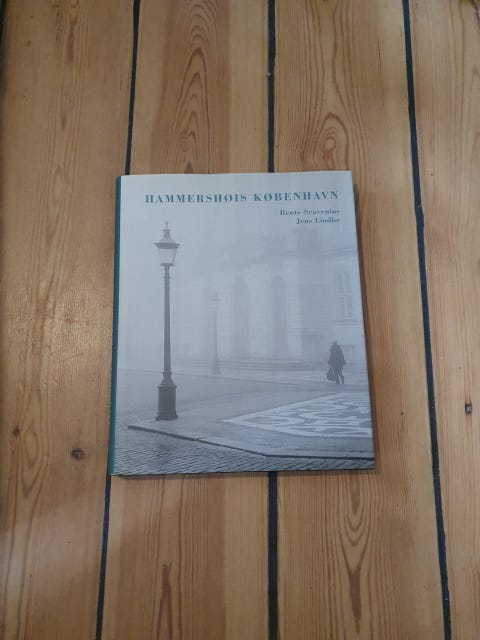 HAMMERSHØIS KØBENHAVN
Bente Scavenius
Jens Lindhe